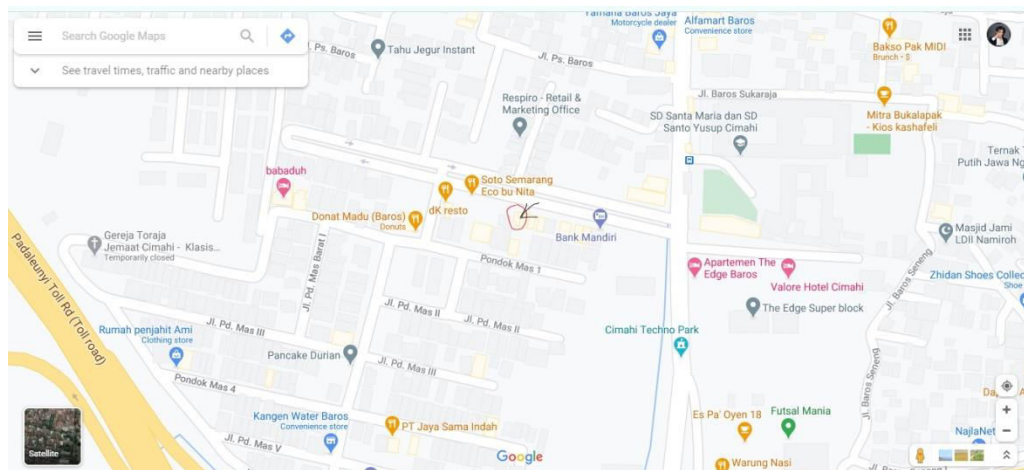 Yamaha Baros Jaya
Motorcycle dealer
Alfamart Baros
Convenience store
Search Google Maps
See travel times, traffic and nearby places
Jl. Ps. Baros
Tahu Jegur Instant
Jl. Ps. Baros
Bakso Pak MIDI
Brunch · $
Jl. Baros Sukaraja
Respiro - Retail &
Marketing Office
SD Santa Maria dan SD
Santo Yusup Cimahi
Mitra Bukalapak
- Kios kashafeli
Ternak
Putih Jawa Ng
babaduh
Soto Semarang
Eco bu Nita
dK resto
Donat Madu (Baros)
Donuts
Bank Mandiri
Gereja Toraja
Jemaat Cimahi - Klasis...
Temporarily closed
Jl. Pd. Mas Barat I
Pondok Mas 1
Masjid Jami
LDII Namiroh
Apartemen The
Edge Baros
Valore Hotel Cimahi
Jl. Baros Seneng
Zhidan Shoes Collec
Shoe
Padaleunyi Toll Rd (Toll road)
The Edge Super block
Jl. Pd. Mas II
Jl. Pd. Mas II
Jl. Pd. Mas III
Rumah penjahit Ami
Clothing store
Cimahi Techno Park
Pancake Durian
Jl. Pd. Mas III
Pondok Mas 4
Jl. Baros Seneng
Kangen Water Baros
Convenience store
PT Jaya Sama Indah
Es Pa' Oyen 18
Futsal Mania
NajlaNet
Jl. Pd. Mas V
Satellite
Google
Warung Nasi